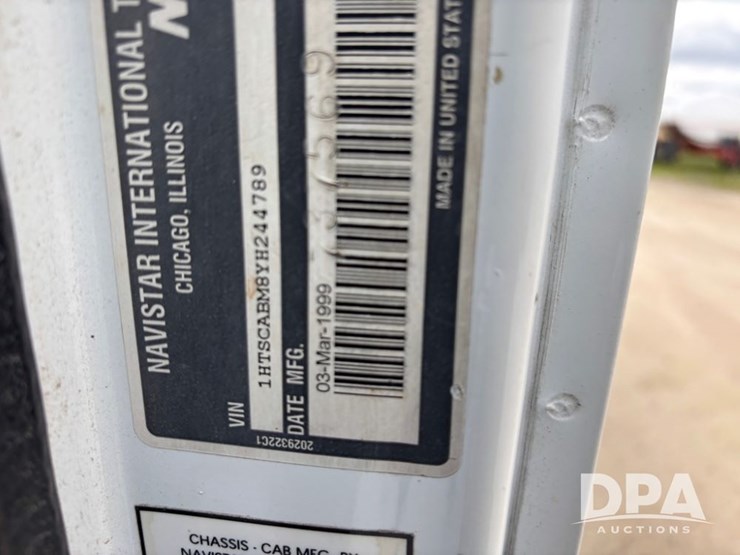 NAVISTAR INTERNATIONAL T
CHICAGO, ILLINOIS
VIN
1HTSCABM8YH244789
DATE MFG.
03-Mar-1999
MADE IN UNITED STAT
2029322C1
CHASSIS - CAB MFG. BY
DPA
AUCTIONS